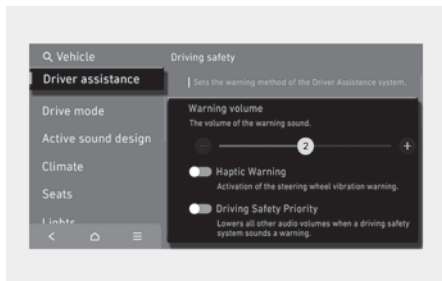 Vehicle
Driving safety
Driver assistance
Sets the warning method of the Driver Assistance system.
Drive mode
Active sound design
Climate
Seats
Lights
Warning volume
The volume of the warning sound.
2
Haptic Warning
Activation of the steering wheel vibration warning.
Driving Safety Priority
Lowers all other audio volumes when a driving safety
system sounds a warning.